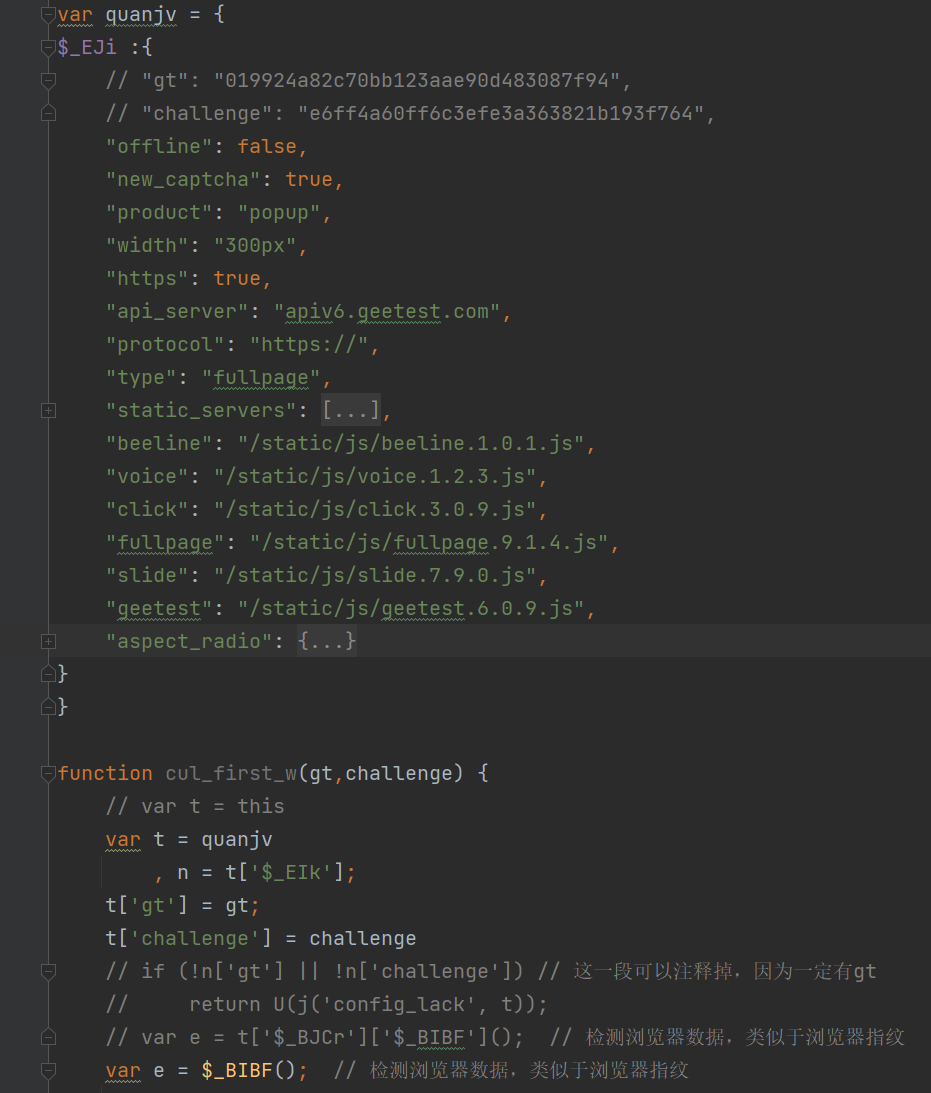 var quanjv = {
$_EJi :{
    // "gt": "019924a82c70bb123aae90d483087f94",
    // "challenge": "e6ff4a60ff6c3efe3a363821b193f764",
    "offline": false,
    "new_captcha": true,
    "product": "popup",
    "width": "300px",
    "https": true,
    "api_server": "apiv6.geetest.com",
    "protocol": "https://",
    "type": "fullpage",
    "static_servers": [...],
    "beeline": "/static/js/beeline.1.0.1.js",
    "voice": "/static/js/voice.1.2.3.js",
    "click": "/static/js/click.3.0.9.js",
    "fullpage": "/static/js/fullpage.9.1.4.js",
    "slide": "/static/js/slide.7.9.0.js",
    "geetest": "/static/js/geetest.6.0.9.js",
    "aspect_radio": {...}
}
}
function cul_first_w(gt,challenge) {
    // var t = this
    var t = quanjv
        , n = t['$_EIk'];
    t['gt'] = gt;
    t['challenge'] = challenge
    // if (!n['gt'] || !n['challenge']) // 这一段可以注释掉，因为一定有gt
    //     return U(j('config_lack', t));
    // var e = t['$_BJCr']['$_BIBF']();  // 检测浏览器数据，类似于浏览器指纹
    var e = $_BIBF();  // 检测浏览器数据，类似于浏览器指纹